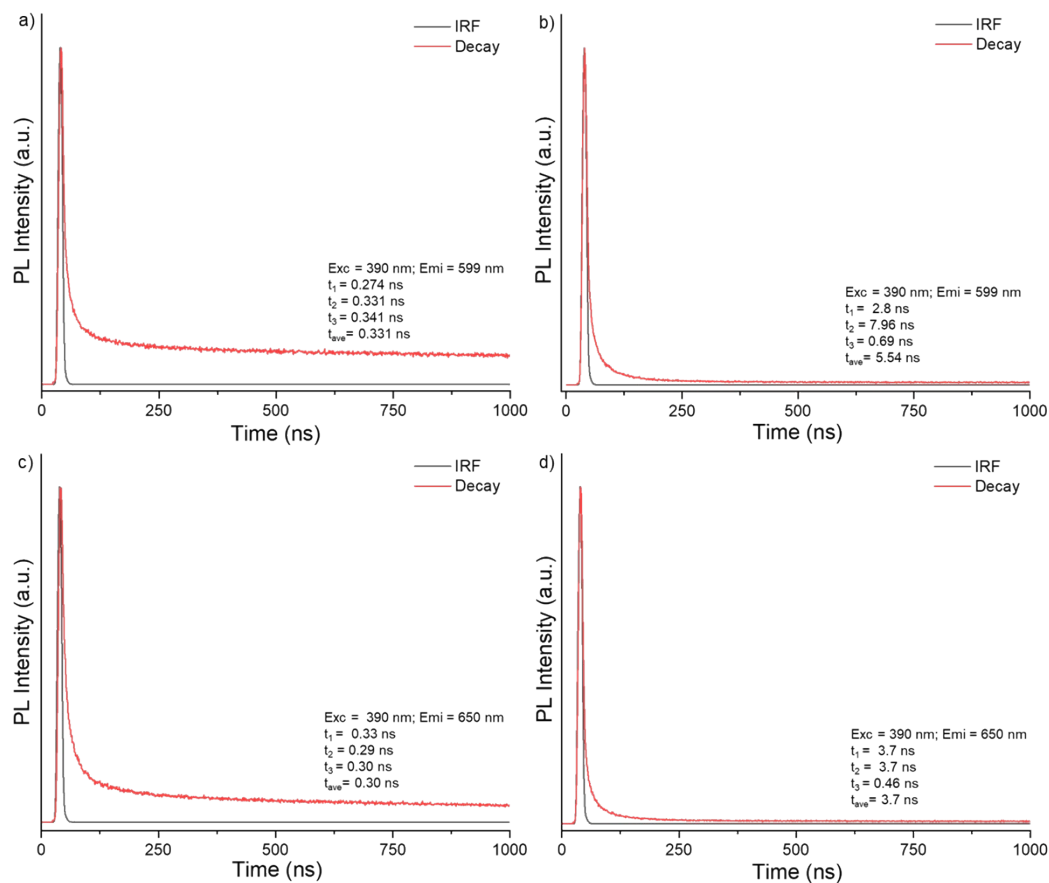 a)
IRF
Decay
PL Intensity (a.u.)
Exc = 390 nm; Emi = 599 nm
t1 = 0.274 ns
t2 = 0.331 ns
t3 = 0.341 ns
tave = 0.331 ns
0 250 500 750 1000
Time (ns)
b)
IRF
Decay
PL Intensity (a.u.)
Exc = 390 nm; Emi = 599 nm
t1 = 2.8 ns
t2 = 7.96 ns
t3 = 0.69 ns
tave= 5.54 ns
0 250 500 750 1000
Time (ns)
c)
IRF
Decay
PL Intensity (a.u.)
Exc = 390 nm; Emi = 650 nm
t1 = 0.33 ns
t2 = 0.29 ns
t3 = 0.30 ns
tave = 0.30 ns
0 250 500 750 1000
Time (ns)
d)
IRF
Decay
PL Intensity (a.u.)
Exc = 390 nm; Emi = 650 nm
t1 = 3.7 ns
t2 = 3.7 ns
t3 = 0.46 ns
tave= 3.7 ns
0 250 500 750 1000
Time (ns)